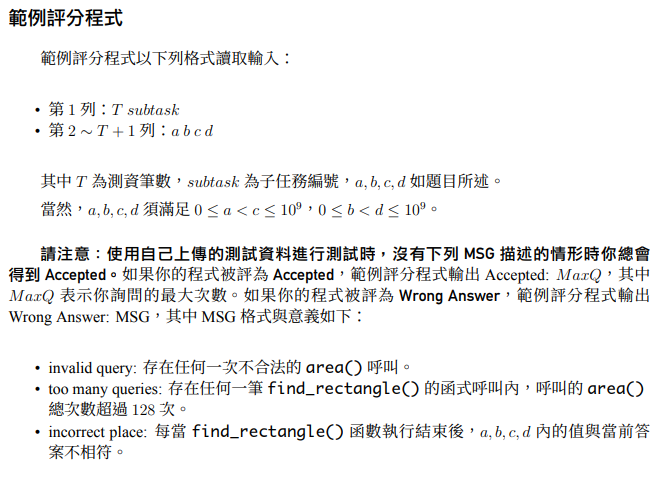 範例評分程式
範例評分程式以下列格式讀取輸入：
• 第 1 列：T subtask
• 第 2 ∼ T + 1 列：a b c d
其中 T 為測資筆數，subtask 為子任務編號，a, b, c, d 如題目所述。
當然，a, b, c, d 須滿足 0 ≤ a < c ≤ 10⁹，0 ≤ b < d ≤ 10⁹。
請注意：使用自己上傳的測試資料進行測試時，沒有下列 MSG 描述的情形時你總會
得到 Accepted。如果你的程式被評為 Accepted，範例評分程式輸出 Accepted: MaxQ，其中
MaxQ 表示你詢問的最大次數。如果你的程式被評為 Wrong Answer，範例評分程式輸出
Wrong Answer: MSG，其中 MSG 格式與意義如下：
• invalid query: 存在任何一次不合法的 area() 呼叫。
• too many queries: 存在任何一筆 find_rectangle() 的函式呼叫內，呼叫的 area()
總次數超過 128 次。
• incorrect place: 每當 find_rectangle() 函數執行結束後，a, b, c, d 內的值與當前答
案不相符。